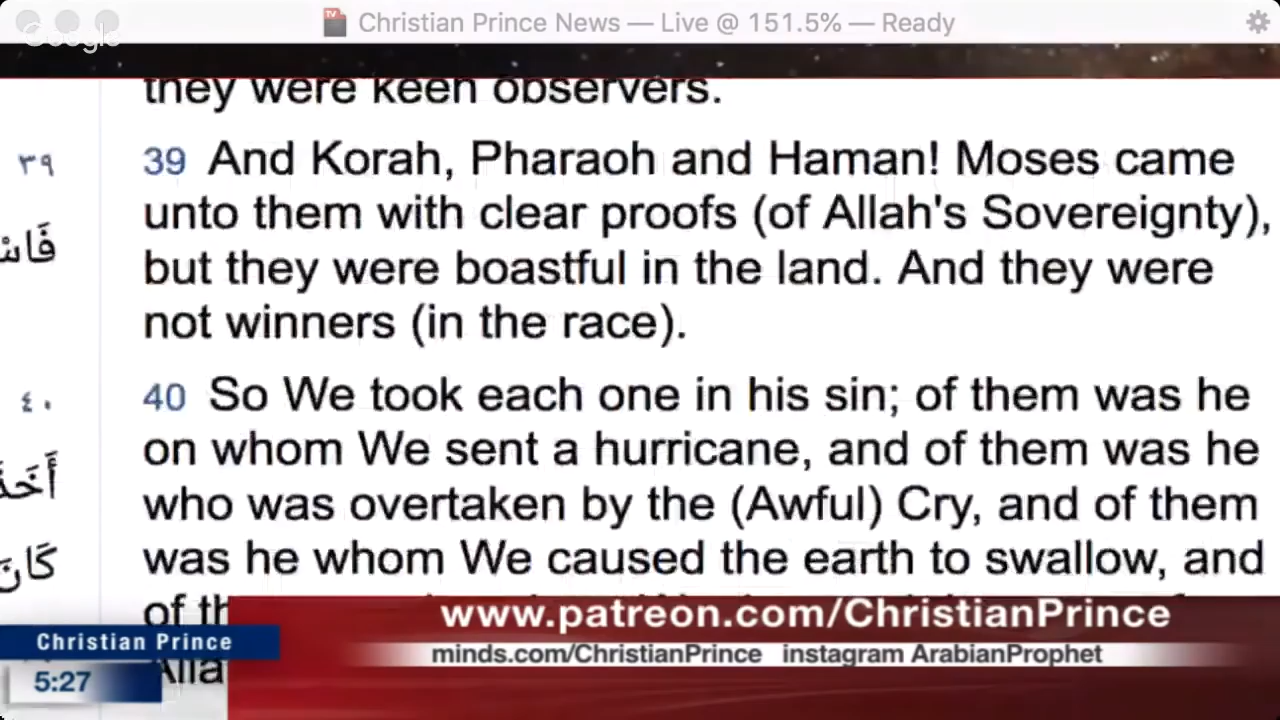 Christian Prince News — Live @ 151.5% — Ready
Google
they were keen observers.
٣٩
39 And Korah, Pharaoh and Haman! Moses came
unto them with clear proofs (of Allah's Sovereignty),
but they were boastful in the land. And they were
not winners (in the race).
٤٠
40 So We took each one in his sin; of them was he
on whom We sent a hurricane, and of them was he
who was overtaken by the (Awful) Cry, and of them
كَانَ
was he whom We caused the earth to swallow, and
of
www.patreon.com/ChristianPrince
Christian Prince
minds.com/ChristianPrince instagram ArabianProphet
5:27